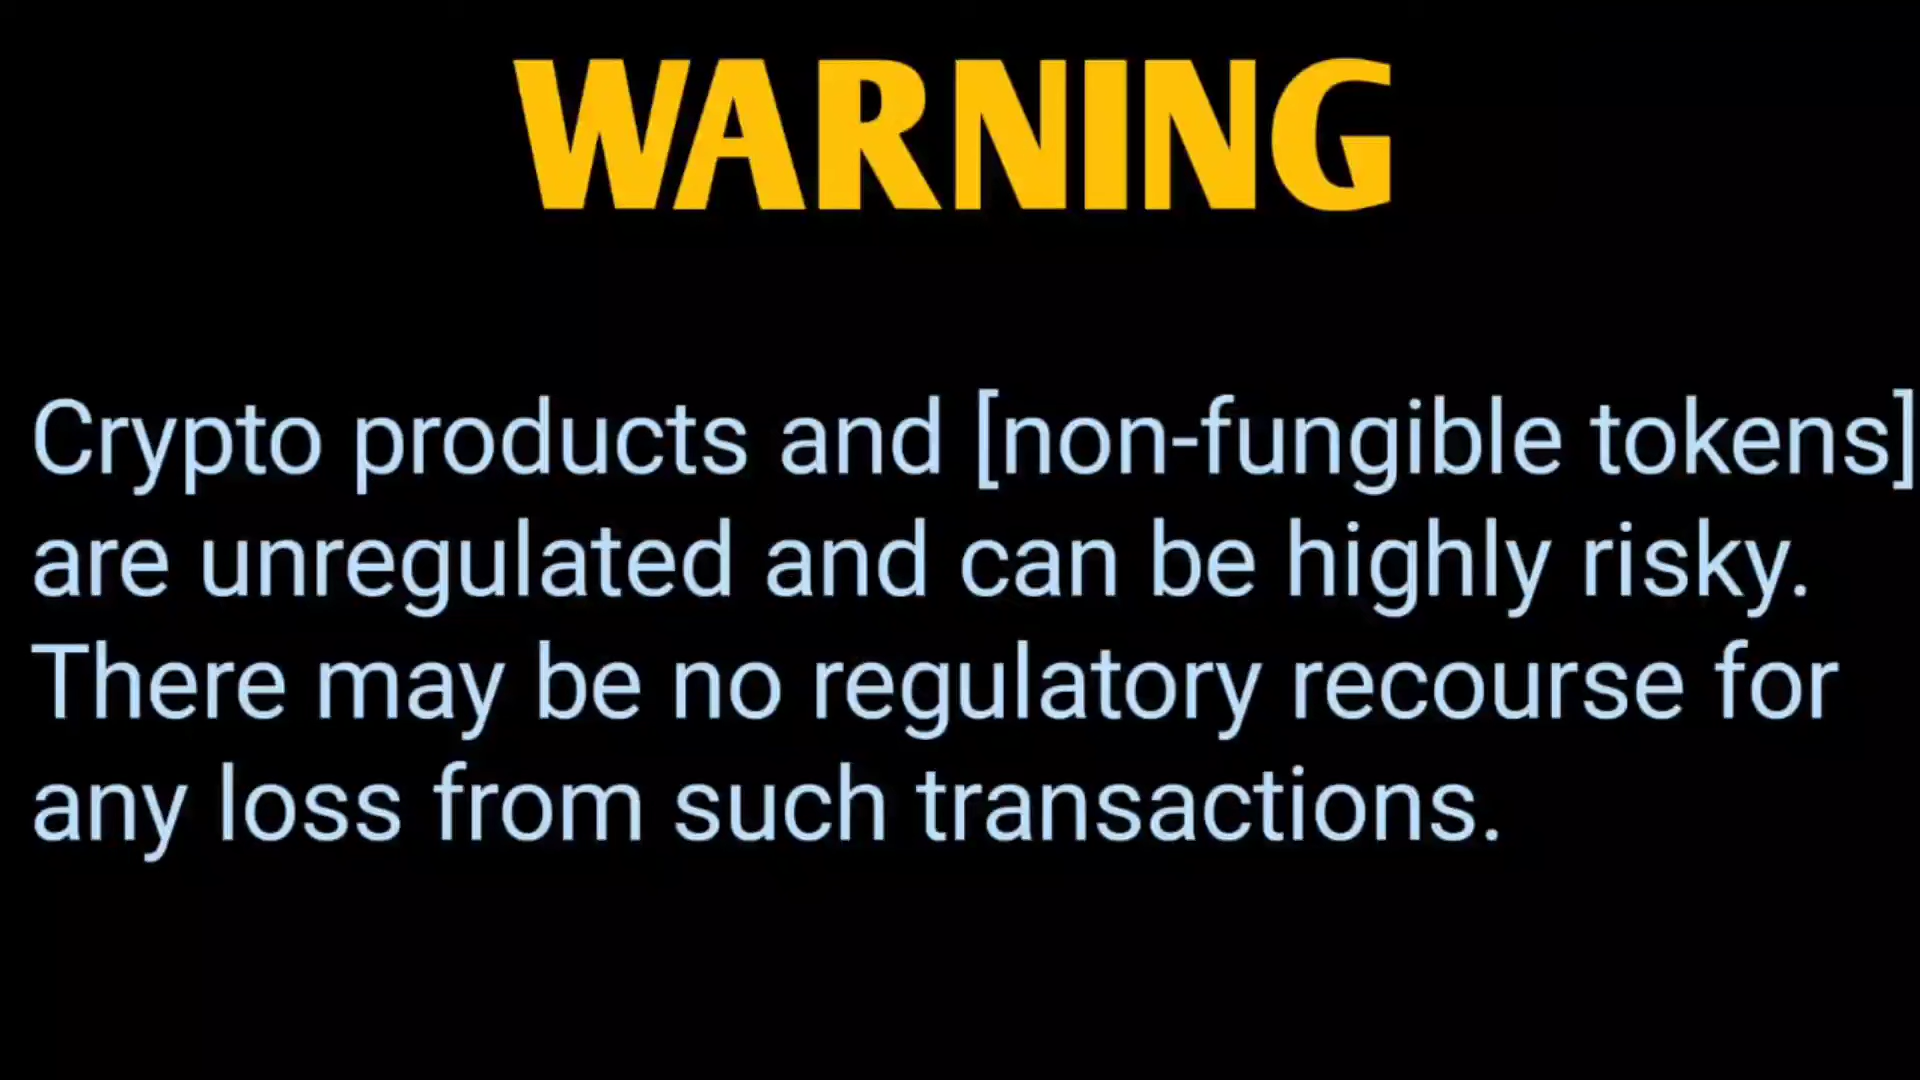 WARNING
Crypto products and [non-fungible tokens]
are unregulated and can be highly risky.
There may be no regulatory recourse for
any loss from such transactions.